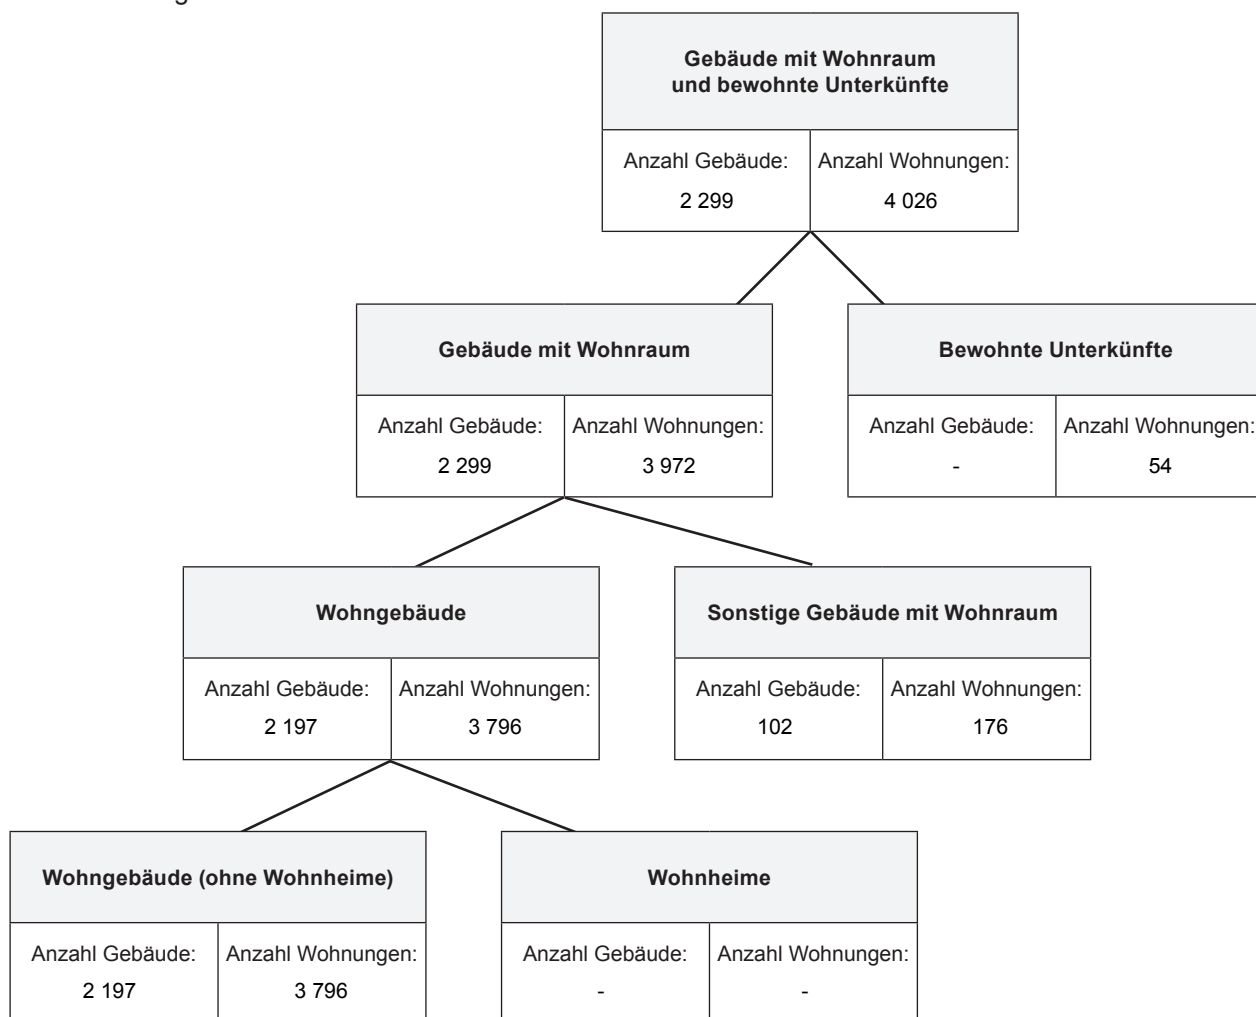 Gebäude mit Wohnraum
und bewohnte Unterkünfte
Anzahl Gebäude: Anzahl Wohnungen:
2 299 4 026
Gebäude mit Wohnraum
Anzahl Gebäude: Anzahl Wohnungen:
2 299 3 972
Bewohnte Unterkünfte
Anzahl Gebäude: Anzahl Wohnungen:
- 54
Wohngebäude
Anzahl Gebäude: Anzahl Wohnungen:
2 197 3 796
Sonstige Gebäude mit Wohnraum
Anzahl Gebäude: Anzahl Wohnungen:
102 176
Wohngebäude (ohne Wohnheime)
Anzahl Gebäude: Anzahl Wohnungen:
2 197 3 796
Wohnheime
Anzahl Gebäude: Anzahl Wohnungen:
- -